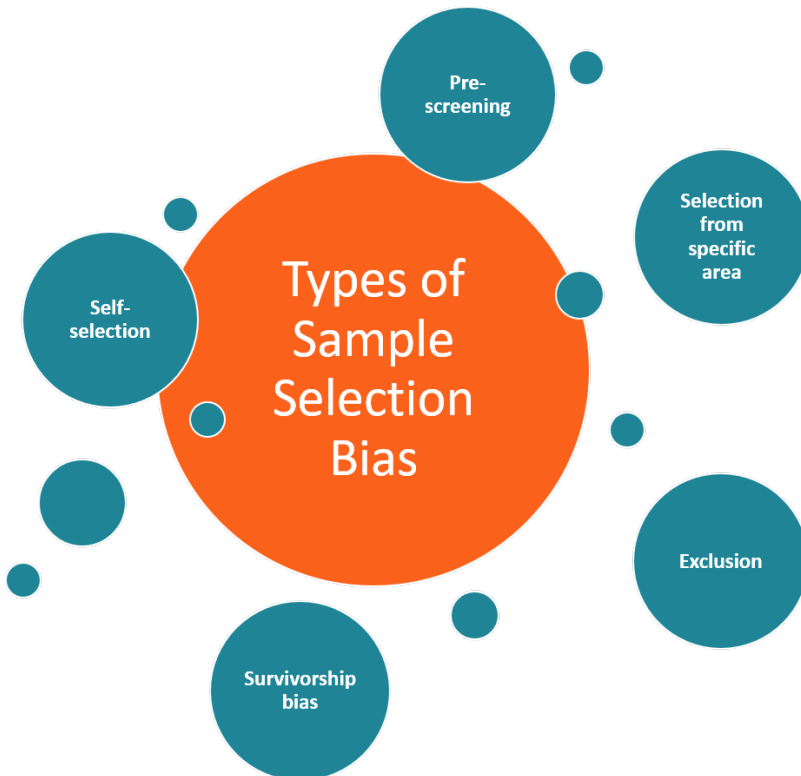 Pre-
screening
Selection
from
specific
area
Types of
Sample
Selection
Bias
Self-
selection
Exclusion
Survivorship
bias